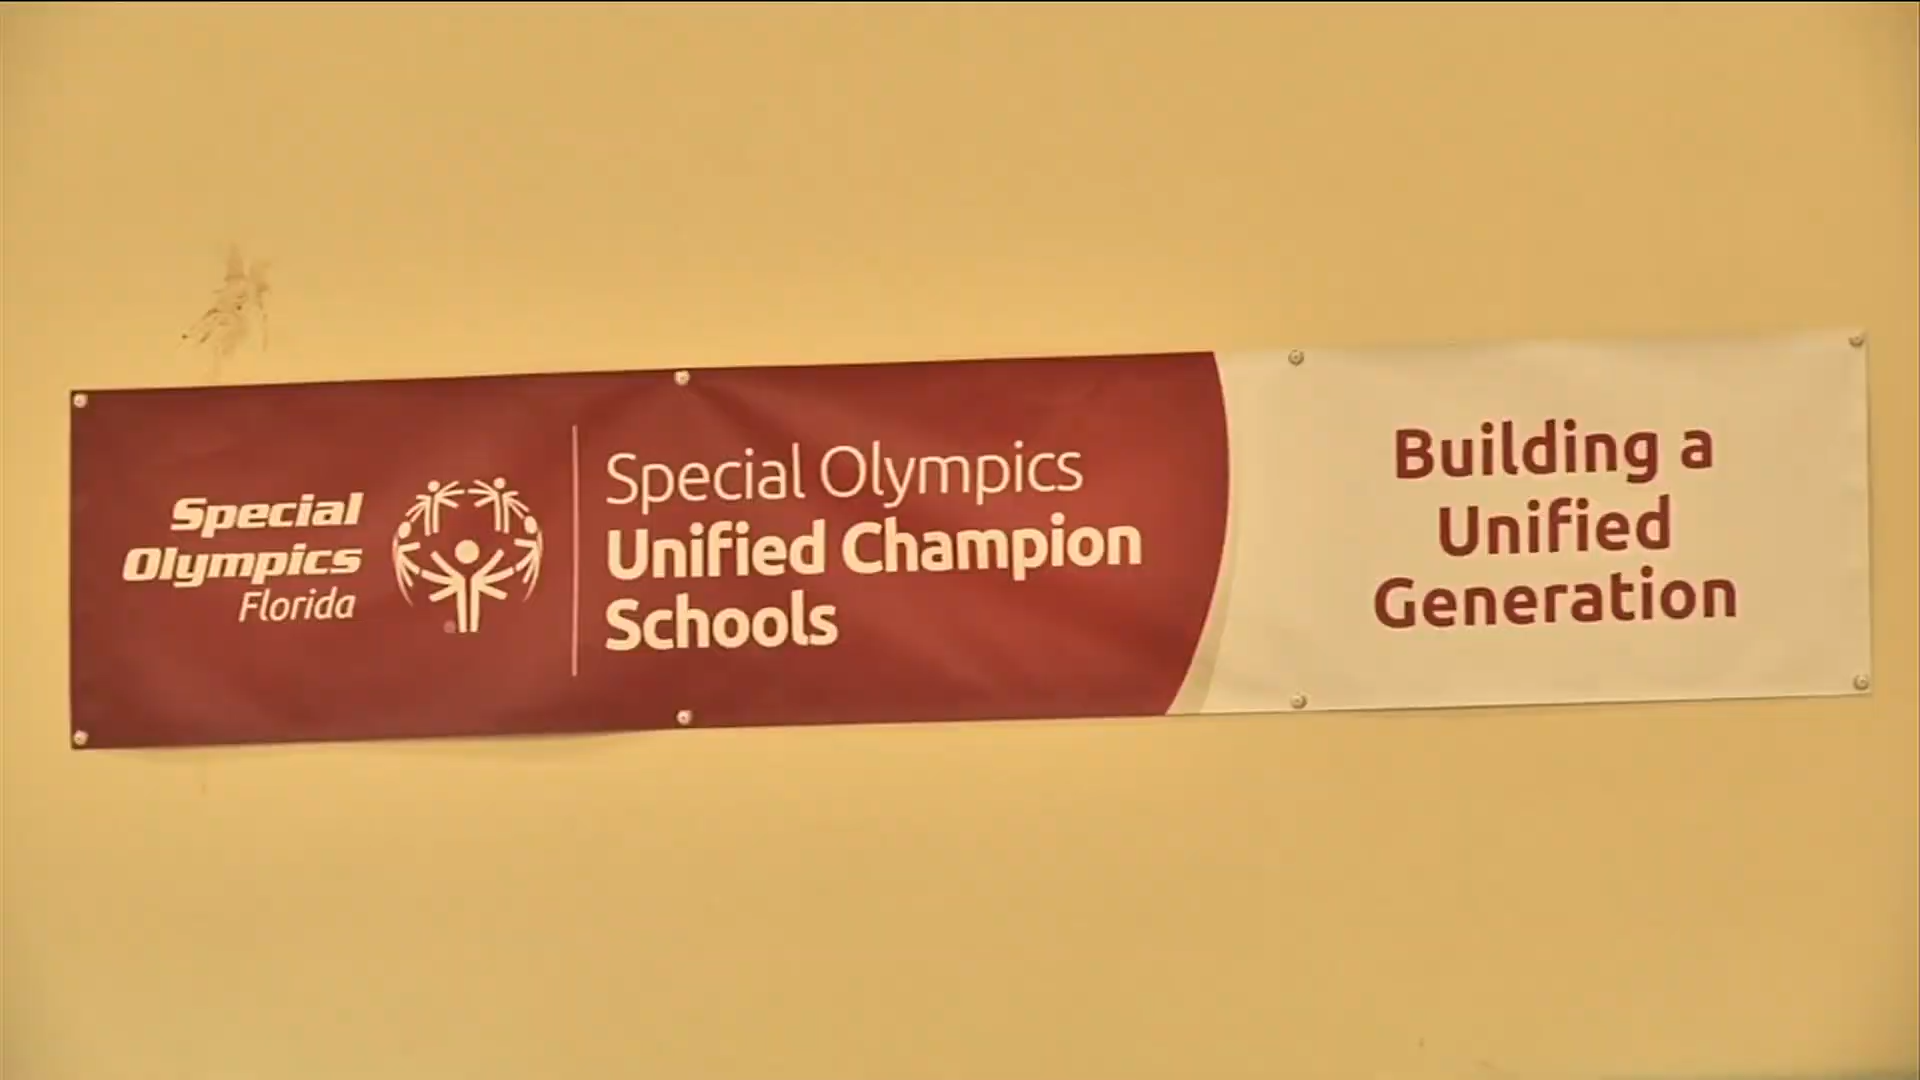 Special
Olympics
Florida
Special Olympics
Unified Champion
Schools
Building a
Unified
Generation